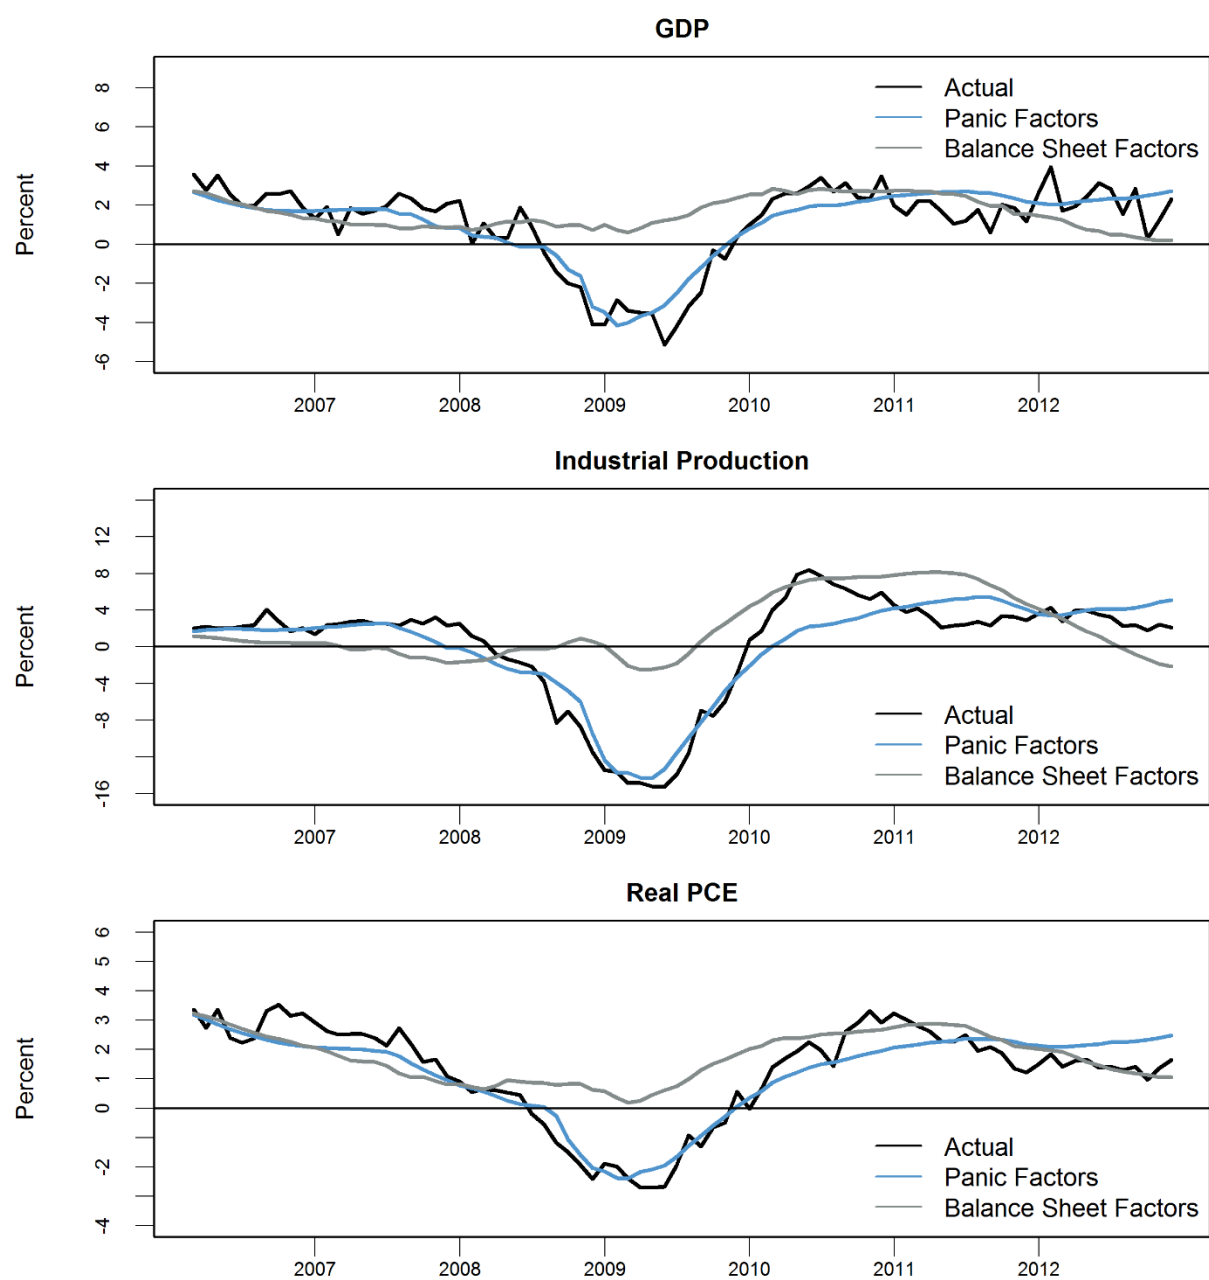 GDP
Percent
8
6
4
2
0
-2
-4
-6
Actual
Panic Factors
Balance Sheet Factors
2007 2008 2009 2010 2011 2012
Industrial Production
Percent
12
8
4
0
-4
-8
-16
Actual
Panic Factors
Balance Sheet Factors
2007 2008 2009 2010 2011 2012
Real PCE
Percent
6
5
4
3
2
1
0
-2
-4
Actual
Panic Factors
Balance Sheet Factors
2007 2008 2009 2010 2011 2012